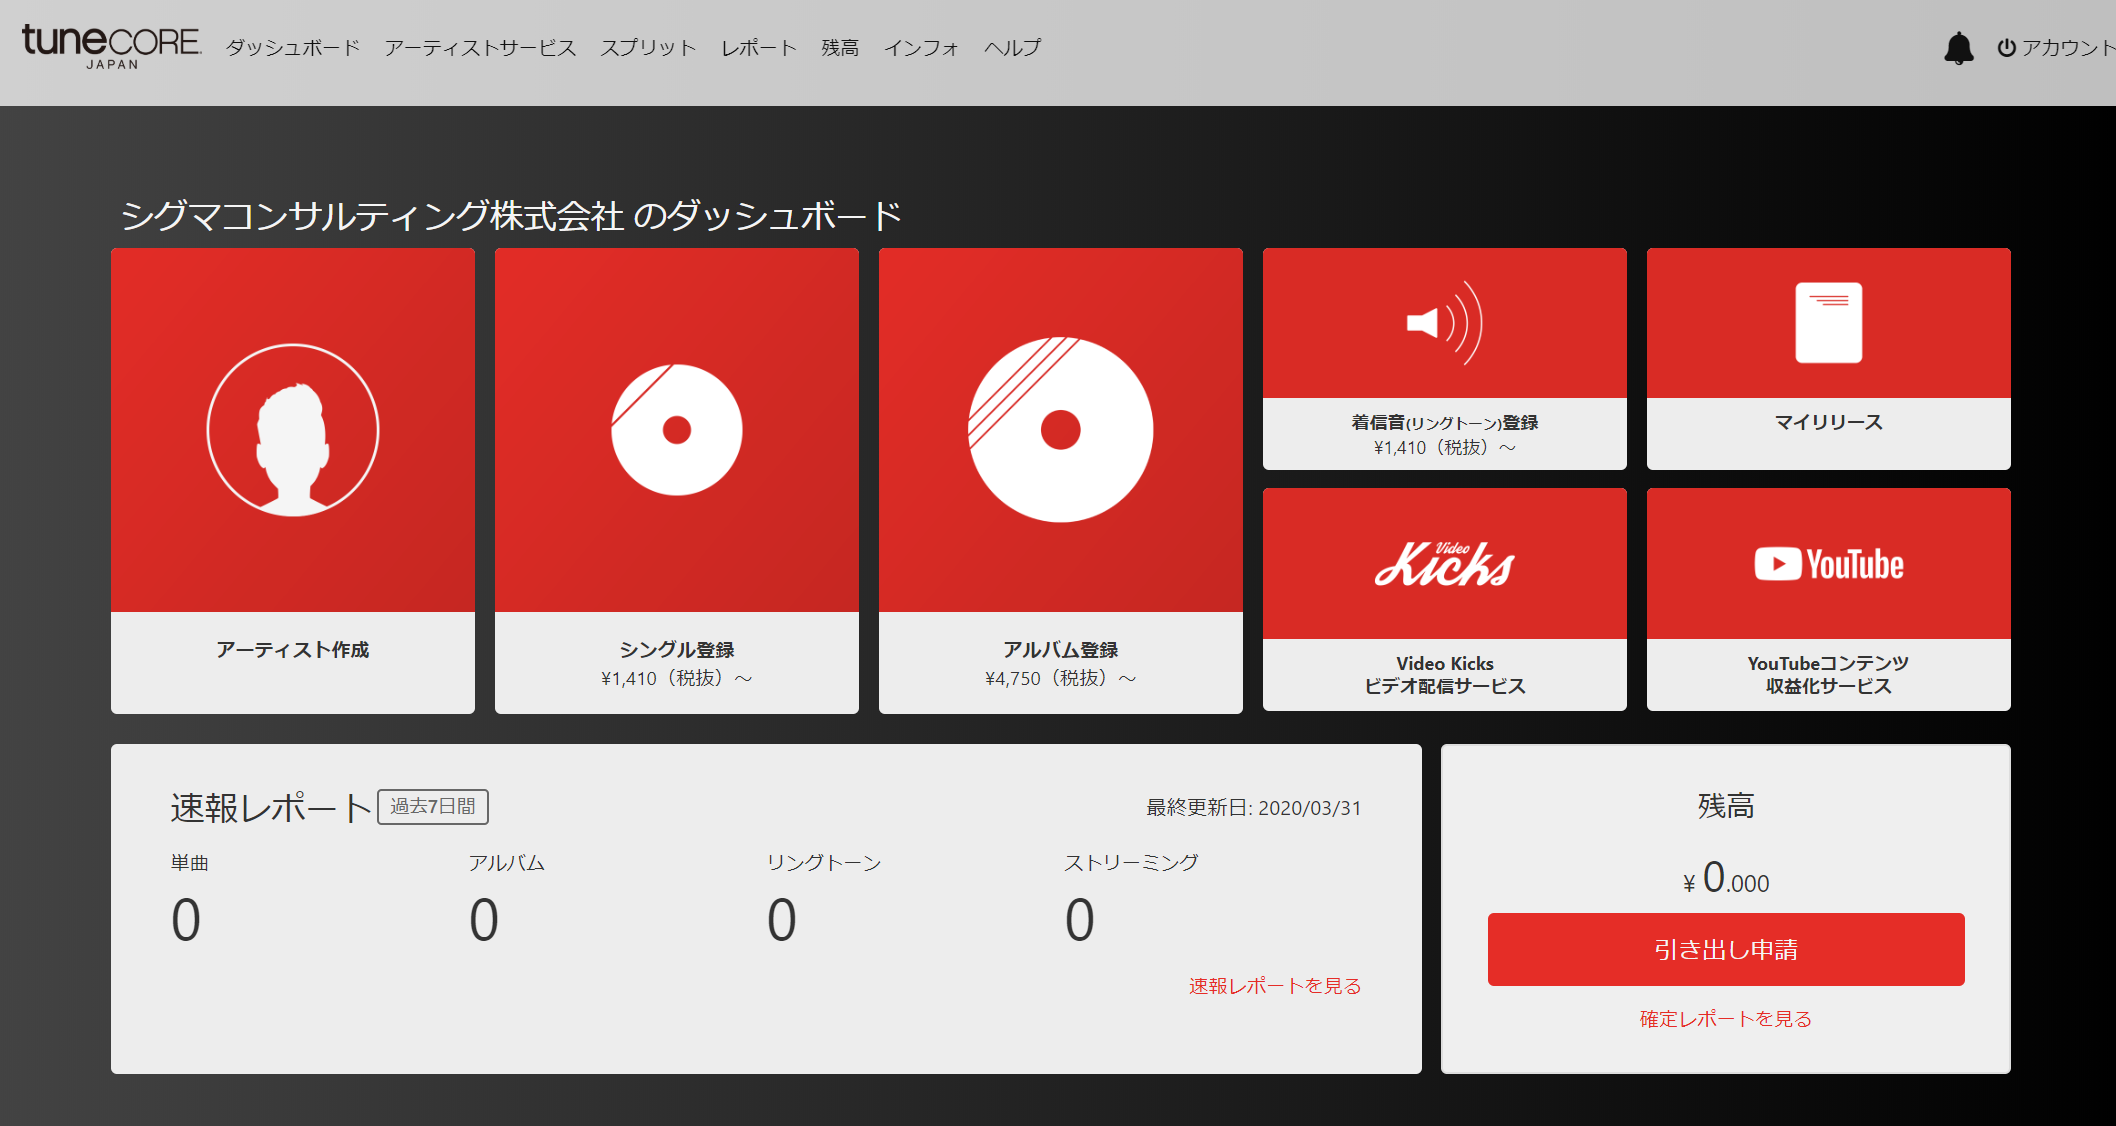 tunecore
JAPAN
ダッシュボード アーティストサービス スプリット レポート 残高 インフォ ヘルプ アカウント
シグマコンサルティング株式会社 のダッシュボード
アーティスト作成
シングル登録
¥1,410（税抜）～
アルバム登録
¥4,750（税抜）～
着信音(リングトーン)登録
¥1,410（税抜）～
マイリリース
Video
Kicks
Video Kicks
ビデオ配信サービス
YouTube
YouTubeコンテンツ
収益化サービス
速報レポート 過去7日間 最終更新日: 2020/03/31
単曲 アルバム リングトーン ストリーミング
0 0 0 0
速報レポートを見る
残高
¥ 0.000
引き出し申請
確定レポートを見る